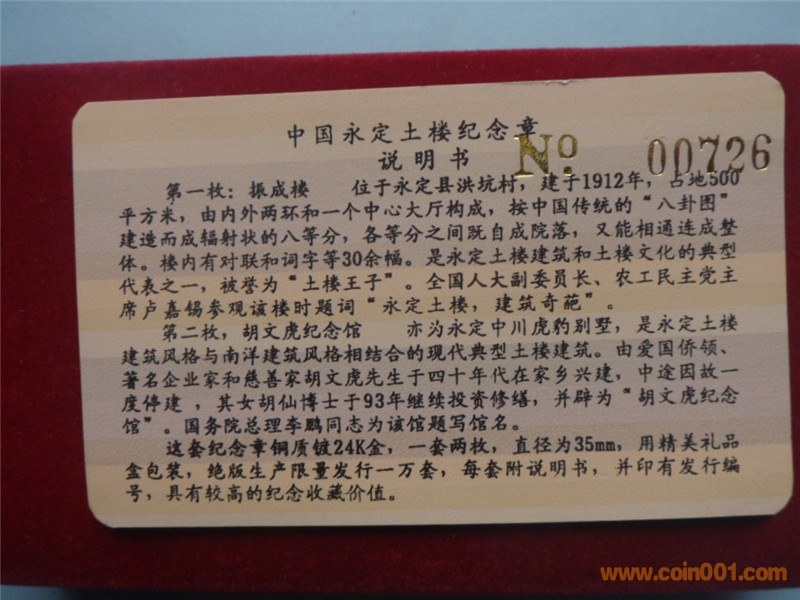 中国永定土楼纪念章
说明书
No 00726
第一枚：振成楼 位于永定县洪坑村，建于1912年，占地500
平方米，由内外两环和一个中心大厅构成，按中国传统的“八卦图”
建造而成辐射状的八等分，各等分之间既自成院落，又能相通连成整
体。楼内有对联和词字等30余幅。是永定土楼建筑和土楼文化的典型
代表之一，被誉为“土楼王子”。全国人大副委员长、农工民主党主
席卢嘉锡参观该楼时题词“永定土楼，建筑奇葩”。
第二枚，胡文虎纪念馆 亦为永定中川虎豹别墅，是永定土楼
建筑风格与南洋建筑风格相结合的现代典型土楼建筑。由爱国侨领、
著名企业家和慈善家胡文虎先生于四十年代在家乡兴建，中途因故一
度停建，其女胡仙博士于93年继续投资修缮，并辟为“胡文虎纪念
馆”。国务院总理李鹏同志为该馆题写馆名。
这套纪念章铜质镀24K金，一套两枚，直径为35mm，用精美礼品
盒包装，绝版生产限量发行一万套，每套附说明书，并印有发行编
号，具有较高的纪念收藏价值。
www.coin001.com